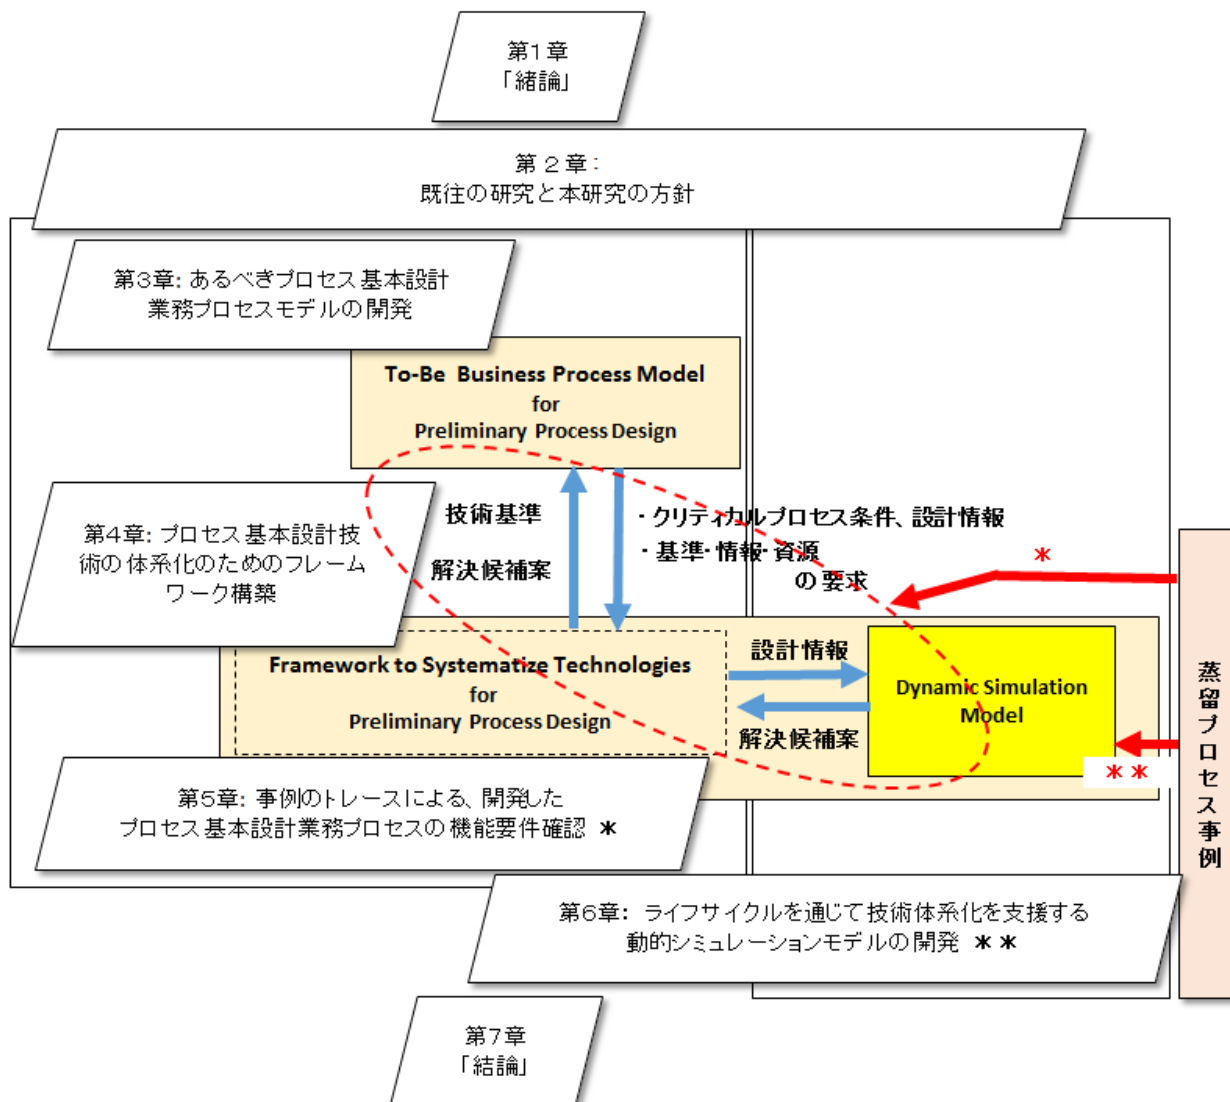 第1章
「緒論」
第２章：
既往の研究と本研究の方針
第3章: あるべきプロセス基本設計
業務プロセスモデルの開発
To-Be Business Process Model
for
Preliminary Process Design
第4章: プロセス基本設計技
術の体系化のためのフレーム
ワーク構築
技術基準
解決候補案
・クリティカルプロセス条件、設計情報
・基準・情報・資源
の要求
*
Framework to Systematize Technologies
for
Preliminary Process Design
設計情報
解決候補案
Dynamic Simulation
Model
**
蒸留プロセス事例
第5章: 事例のトレースによる、開発した
プロセス基本設計業務プロセスの機能要件確認 *
第6章: ライフサイクルを通じて技術体系化を支援する
動的シミュレーションモデルの開発 **
第7章
「結論」